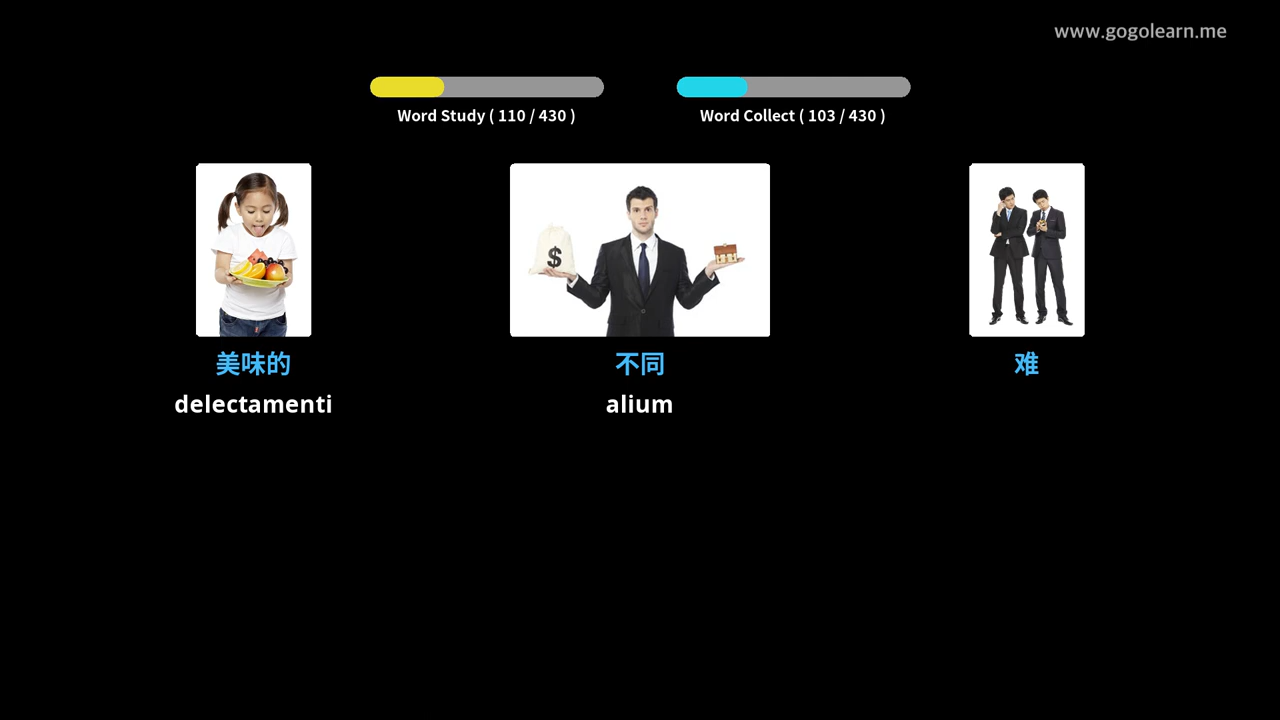 www.gogolearn.me
Word Study ( 110 / 430 )
Word Collect ( 103 / 430 )
$
美味的
不同
难
delectamenti
alium